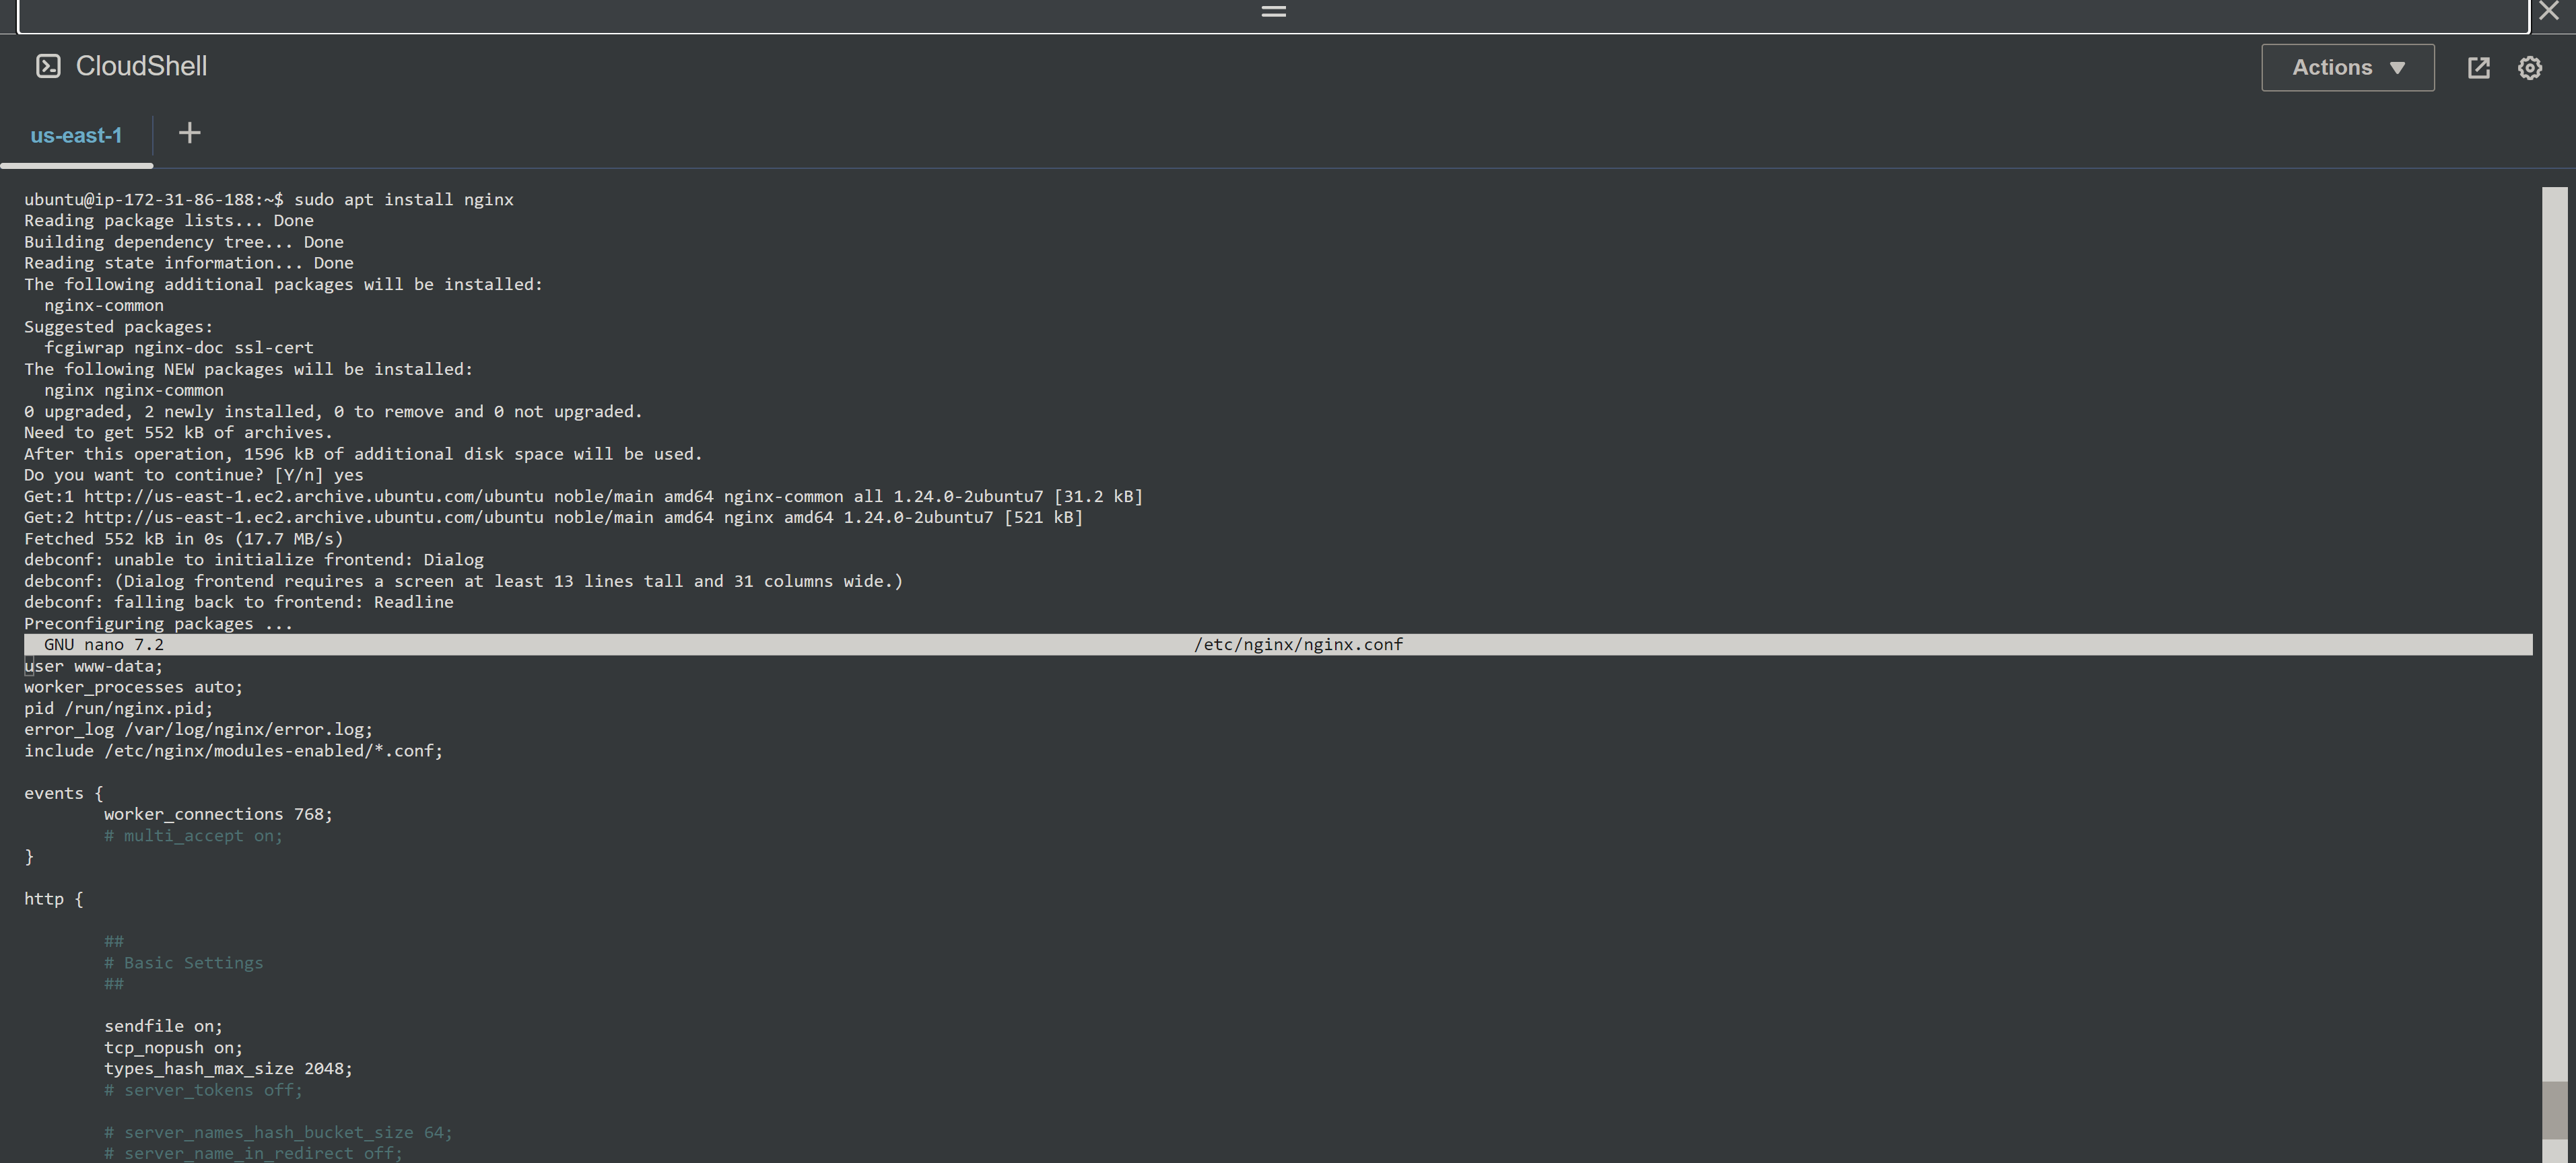 CloudShell
Actions
us-east-1
ubuntu@ip-172-31-86-188:~$ sudo apt install nginx
Reading package lists... Done
Building dependency tree... Done
Reading state information... Done
The following additional packages will be installed:
  nginx-common
Suggested packages:
  fcgiwrap nginx-doc ssl-cert
The following NEW packages will be installed:
  nginx nginx-common
0 upgraded, 2 newly installed, 0 to remove and 0 not upgraded.
Need to get 552 kB of archives.
After this operation, 1596 kB of additional disk space will be used.
Do you want to continue? [Y/n] yes
Get:1 http://us-east-1.ec2.archive.ubuntu.com/ubuntu noble/main amd64 nginx-common all 1.24.0-2ubuntu7 [31.2 kB]
Get:2 http://us-east-1.ec2.archive.ubuntu.com/ubuntu noble/main amd64 nginx amd64 1.24.0-2ubuntu7 [521 kB]
Fetched 552 kB in 0s (17.7 MB/s)
debconf: unable to initialize frontend: Dialog
debconf: (Dialog frontend requires a screen at least 13 lines tall and 31 columns wide.)
debconf: falling back to frontend: Readline
Preconfiguring packages ...
  GNU nano 7.2 /etc/nginx/nginx.conf
user www-data;
worker_processes auto;
pid /run/nginx.pid;
error_log /var/log/nginx/error.log;
include /etc/nginx/modules-enabled/*.conf;
events {
        worker_connections 768;
        # multi_accept on;
}
http {
        ##
        # Basic Settings
        ##
        sendfile on;
        tcp_nopush on;
        types_hash_max_size 2048;
        # server_tokens off;
        # server_names_hash_bucket_size 64;
        # server_name_in_redirect off;